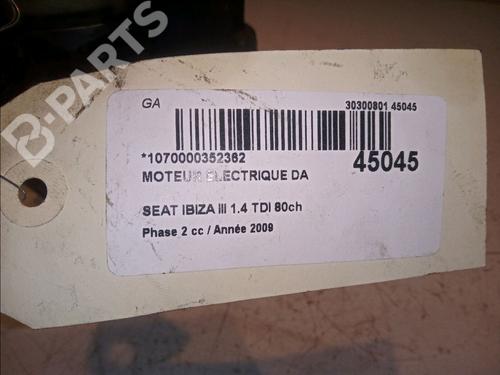 B-PARTS
GA
30300801 45045
*1070000352362
45045
MOTEUR ELECTRIQUE DA
SEAT IBIZA III 1.4 TDI 80ch
Phase 2 cc / Année 2009